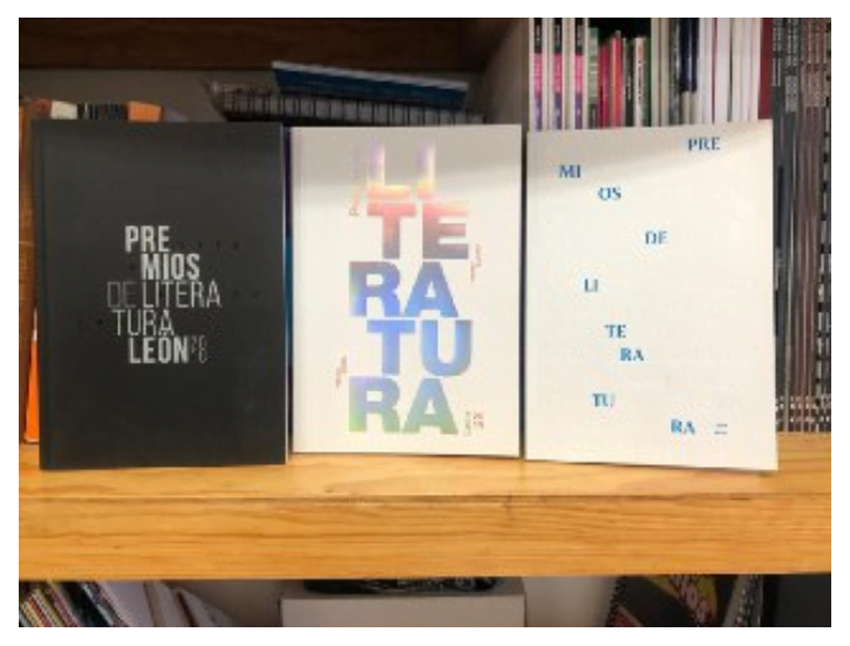 PRE
MIOS
DE LITERA
TURA
LEÓN
LI
TE
RA
TU
RA
PRE
MI
OS
DE
LI
TE
RA
TU
RA